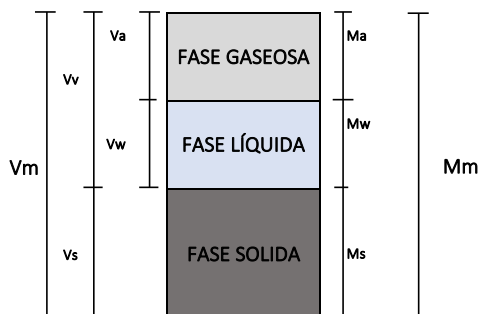 Va
Ma
FASE GASEOSA
Vv
Mw
Vw
FASE LÍQUIDA
Vm
Mm
Vs
FASE SOLIDA
Ms